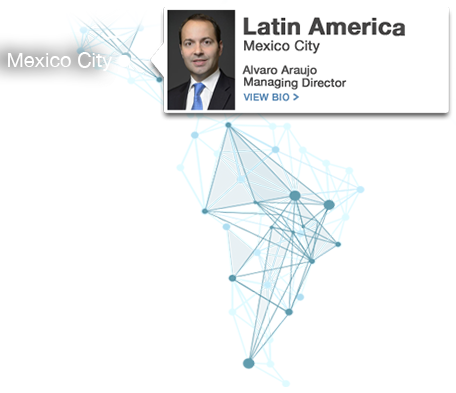 Latin America
Mexico City
Alvaro Araujo
Managing Director
VIEW BIO >
Mexico City